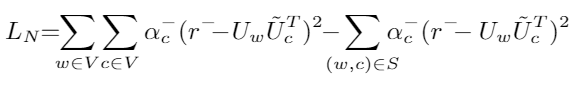 L_N = \sum_{w \in V} \sum_{c \in V} \alpha_c^- (r^- - U_w \tilde{U}_c^T)^2 - \sum_{(w,c) \in S} \alpha_c^- (r^- - U_w \tilde{U}_c^T)^2